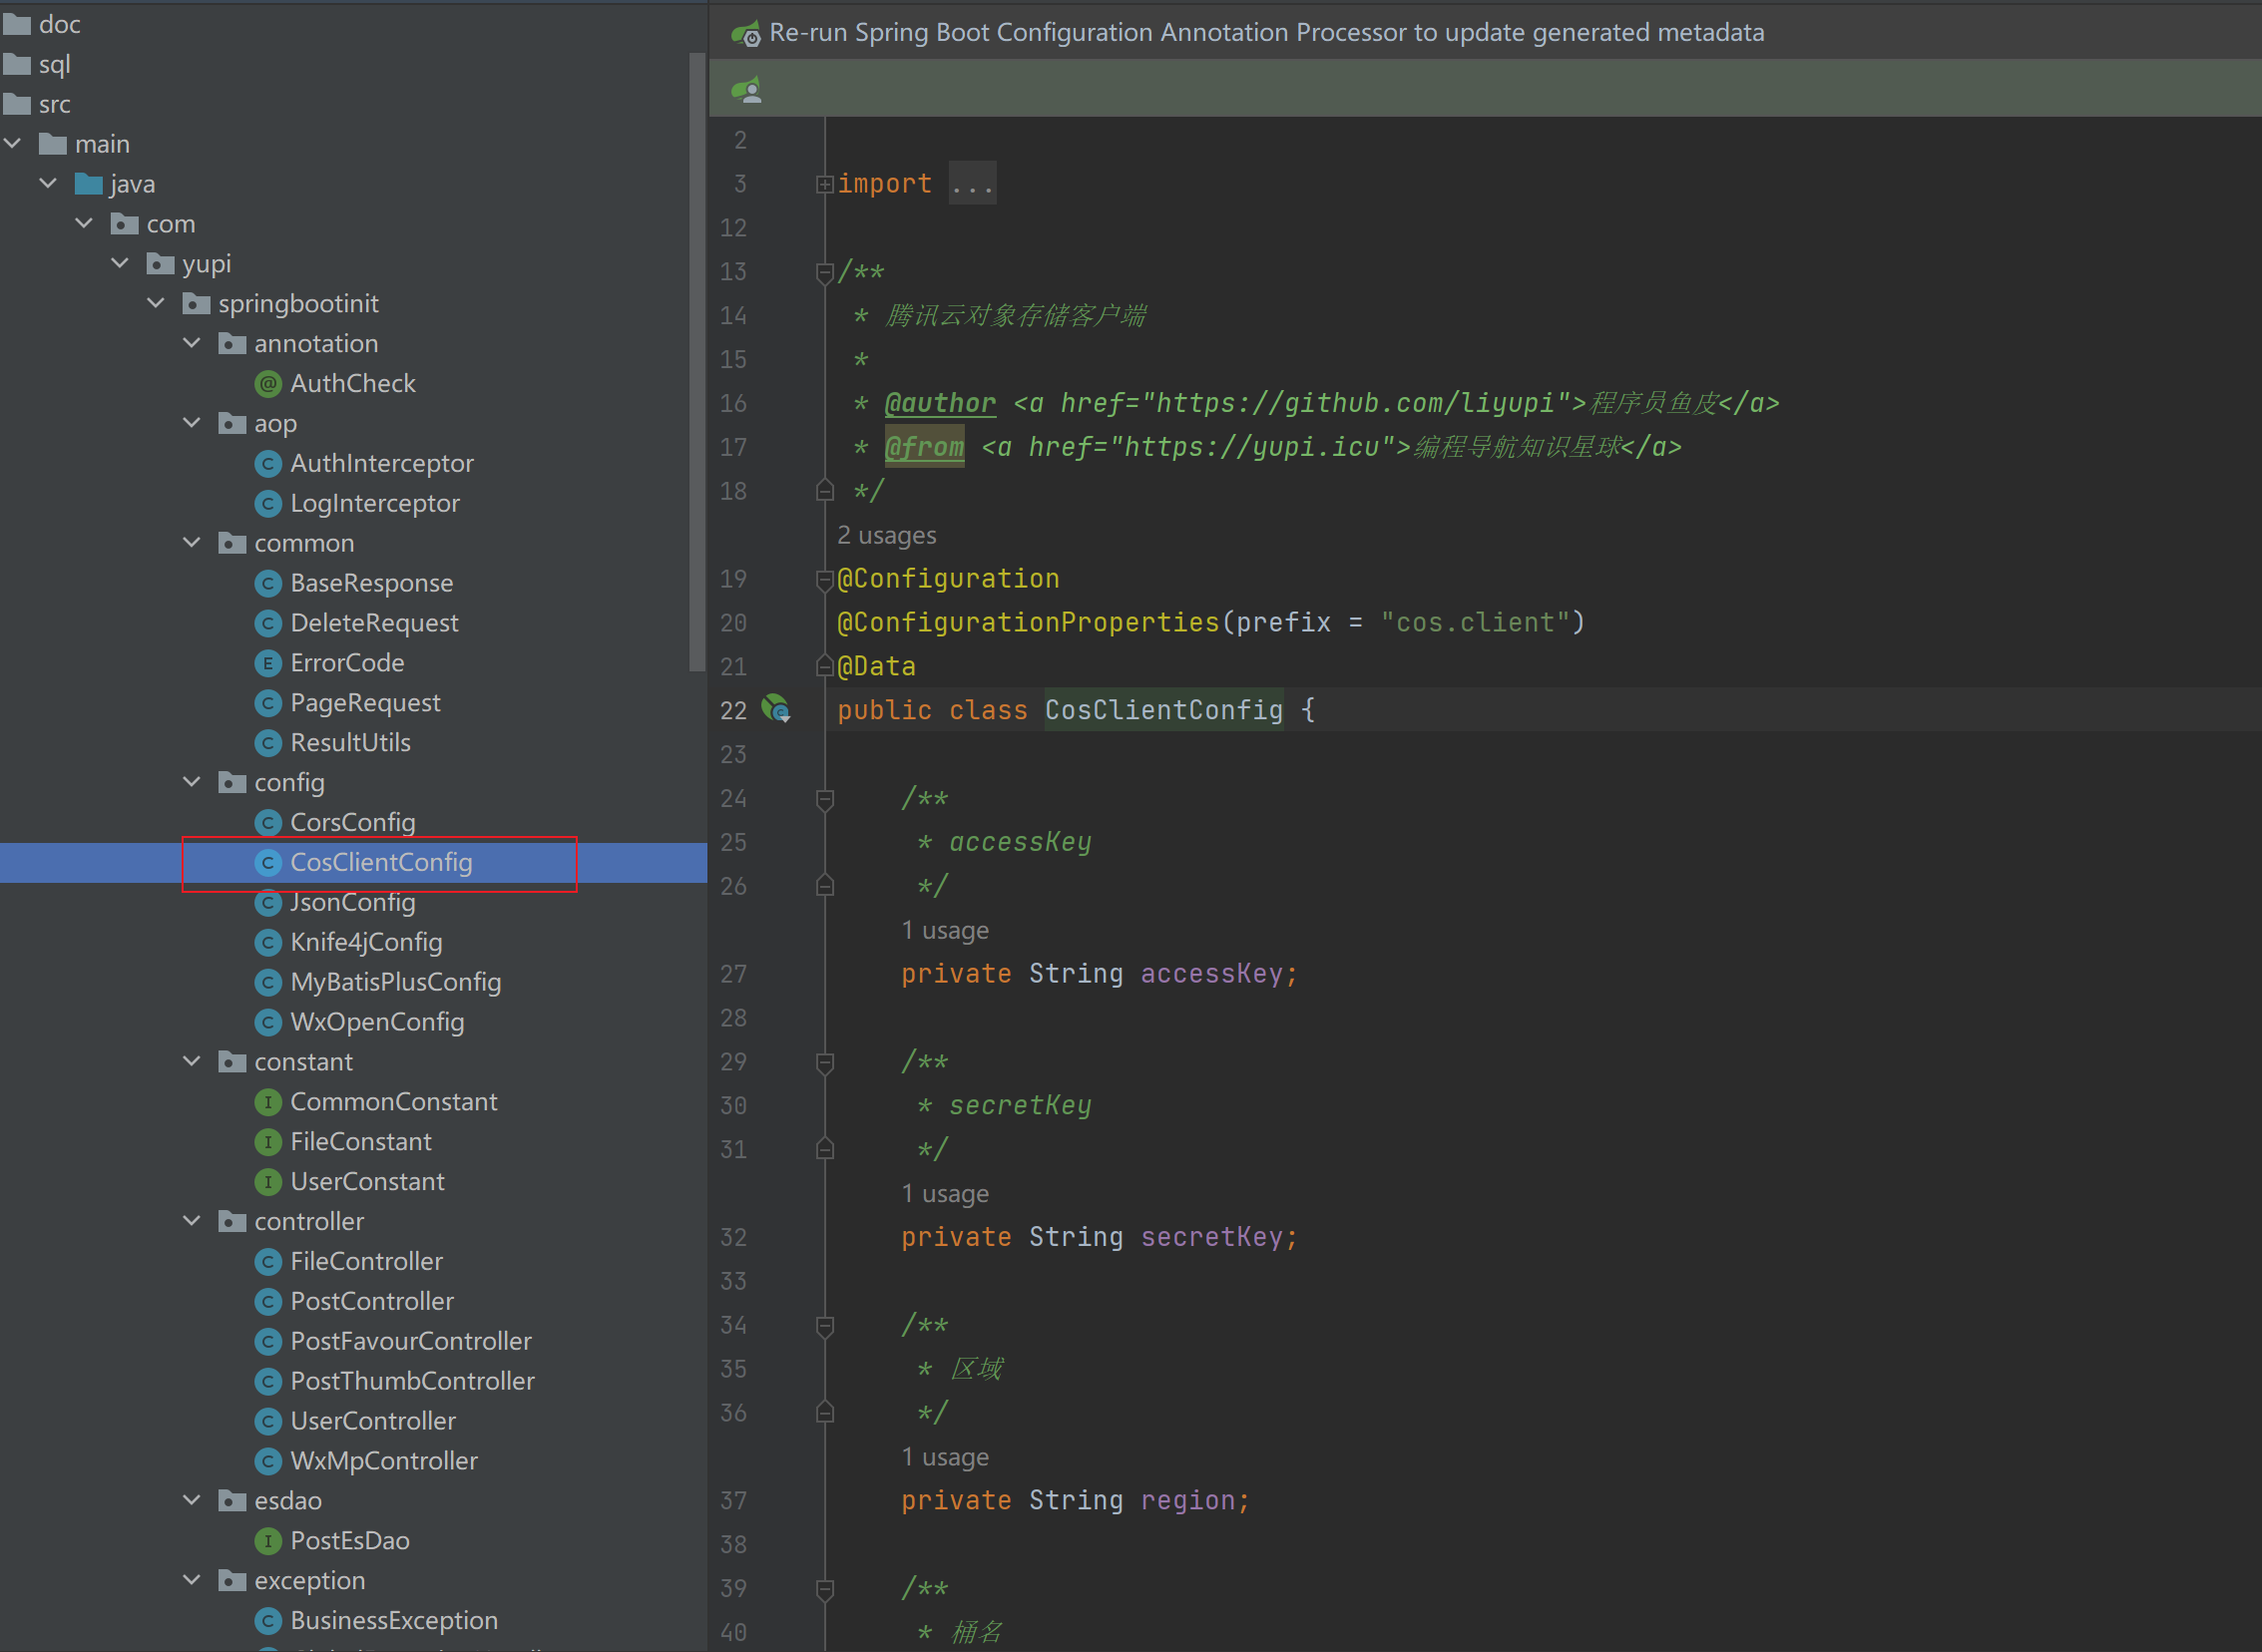 doc
sql
src
main
java
com
yupi
springbootinit
annotation
AuthCheck
aop
AuthInterceptor
LogInterceptor
common
BaseResponse
DeleteRequest
ErrorCode
PageRequest
ResultUtils
config
CorsConfig
CosClientConfig
JsonConfig
Knife4jConfig
MyBatisPlusConfig
WxOpenConfig
constant
CommonConstant
FileConstant
UserConstant
controller
FileController
PostController
PostFavourController
PostThumbController
UserController
WxMpController
esdao
PostEsDao
exception
BusinessException
Re-run Spring Boot Configuration Annotation Processor to update generated metadata
2
3 import ...
12
13 /**
14 * 腾讯云对象存储客户端
15 *
16 * @author <a href="https://github.com/liyupi">程序员鱼皮</a>
17 * @from <a href="https://yupi.icu">编程导航知识星球</a>
18 */
2 usages
19 @Configuration
20 @ConfigurationProperties(prefix = "cos.client")
21 @Data
22 public class CosClientConfig {
23
24 /**
25 * accessKey
26 */
1 usage
27 private String accessKey;
28
29 /**
30 * secretKey
31 */
1 usage
32 private String secretKey;
33
34 /**
35 * 区域
36 */
1 usage
37 private String region;
38
39 /**
40 * 桶名